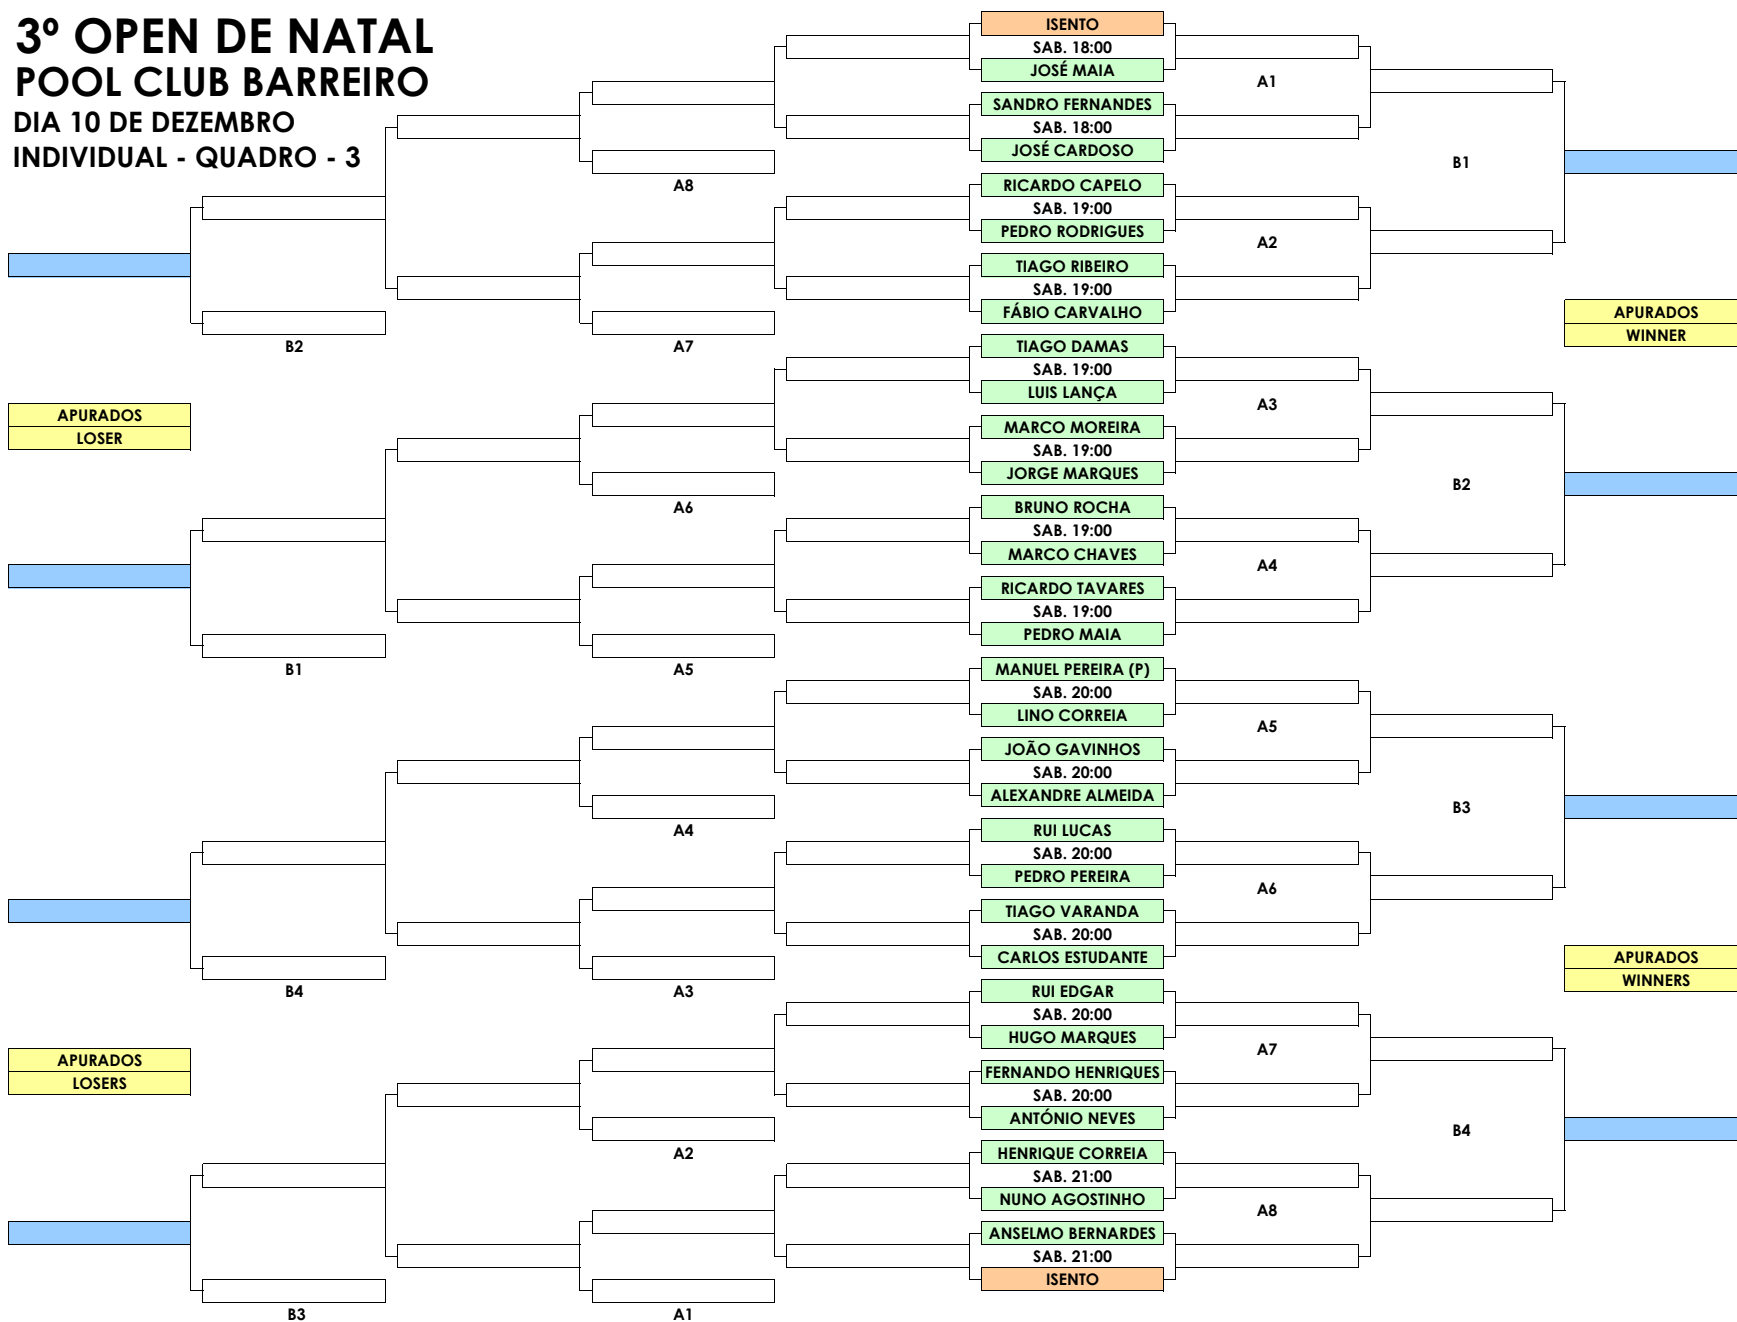 3º OPEN DE NATAL
POOL CLUB BARREIRO
DIA 10 DE DEZEMBRO
INDIVIDUAL - QUADRO - 3
ISENTO
SAB. 18:00
JOSÉ MAIA
A1
SANDRO FERNANDES
SAB. 18:00
JOSÉ CARDOSO
B1
A8
RICARDO CAPELO
SAB. 19:00
PEDRO RODRIGUES
A2
TIAGO RIBEIRO
SAB. 19:00
FÁBIO CARVALHO
APURADOS
WINNER
B2
A7
TIAGO DAMAS
SAB. 19:00
LUIS LANÇA
A3
APURADOS
LOSER
MARCO MOREIRA
SAB. 19:00
JORGE MARQUES
B2
A6
BRUNO ROCHA
SAB. 19:00
MARCO CHAVES
A4
RICARDO TAVARES
SAB. 19:00
PEDRO MAIA
B1
A5
MANUEL PEREIRA (P)
SAB. 20:00
LINO CORREIA
A5
JOÃO GAVINHOS
SAB. 20:00
ALEXANDRE ALMEIDA
B3
A4
RUI LUCAS
SAB. 20:00
PEDRO PEREIRA
A6
TIAGO VARANDA
SAB. 20:00
CARLOS ESTUDANTE
APURADOS
WINNERS
B4
A3
RUI EDGAR
SAB. 20:00
HUGO MARQUES
A7
APURADOS
LOSERS
FERNANDO HENRIQUES
SAB. 20:00
ANTÓNIO NEVES
B4
A2
HENRIQUE CORREIA
SAB. 21:00
NUNO AGOSTINHO
A8
ANSELMO BERNARDES
SAB. 21:00
ISENTO
B3
A1